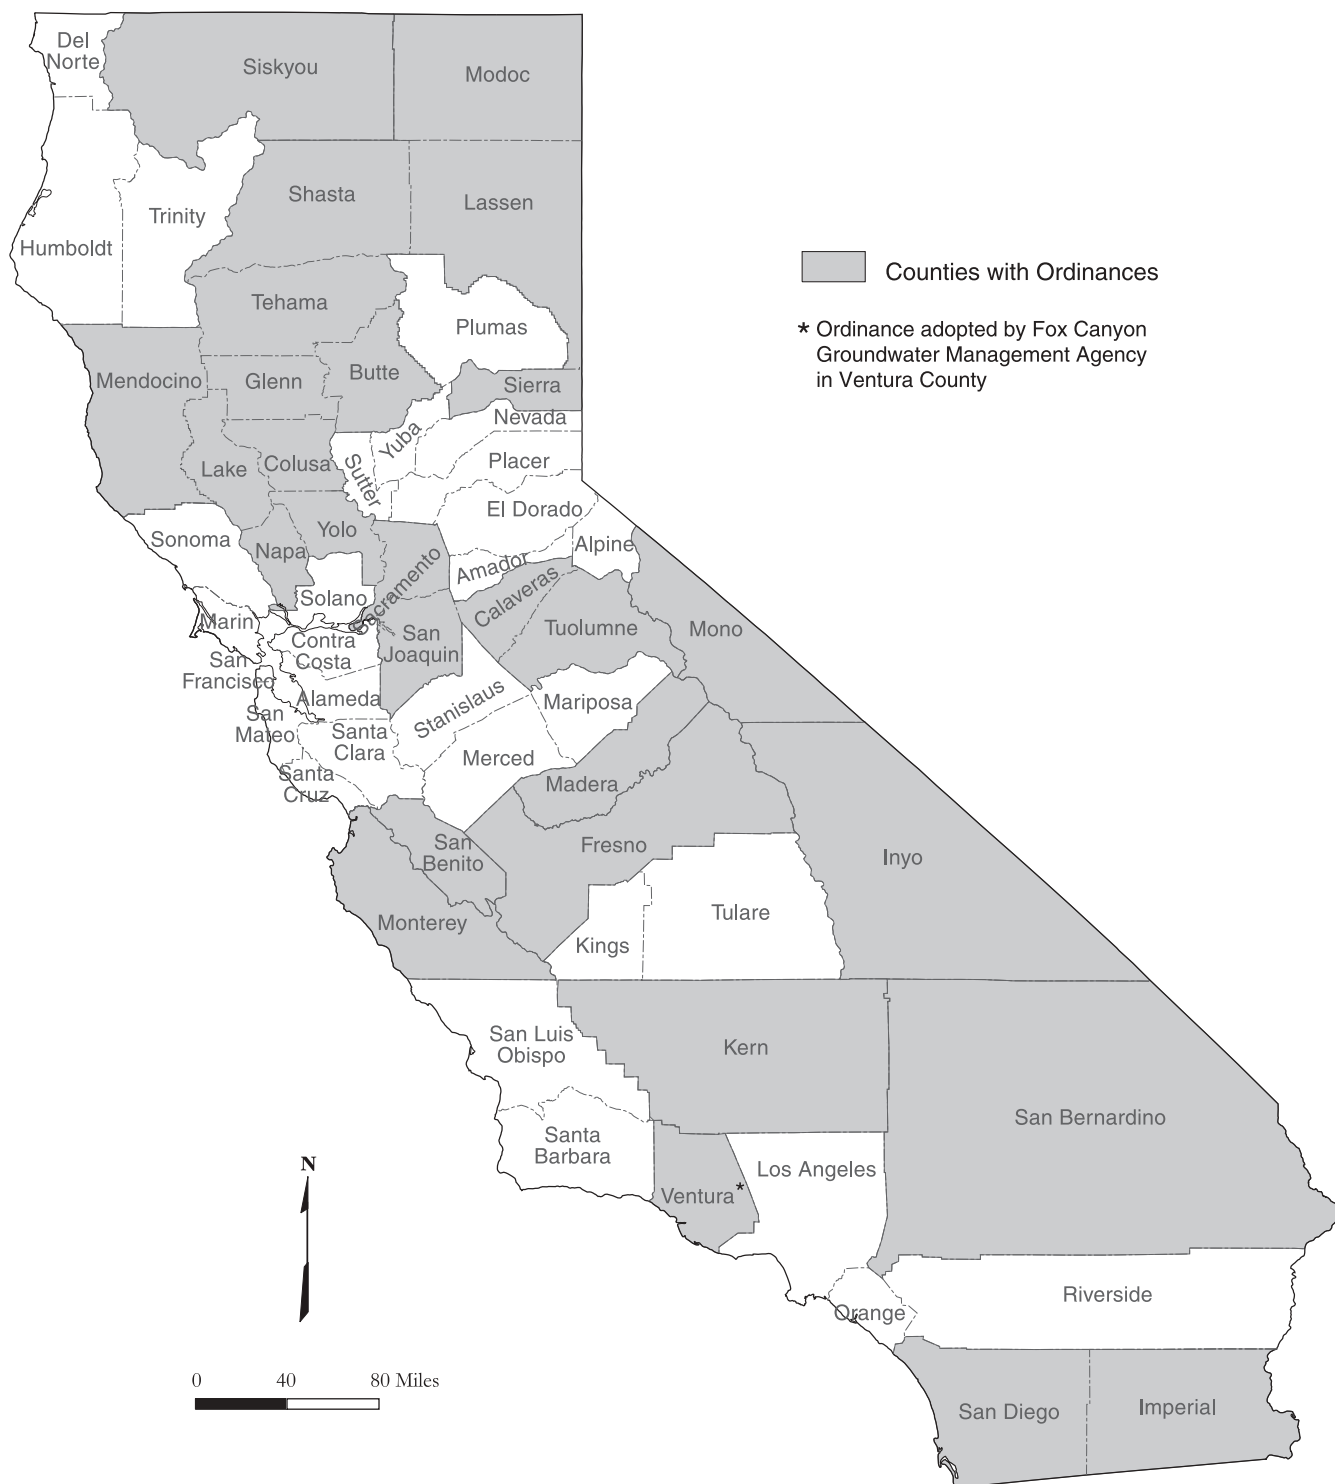 Del
Norte
Siskyou
Modoc
Shasta
Lassen
Trinity
Humboldt
Counties with Ordinances
* Ordinance adopted by Fox Canyon
Groundwater Management Agency
in Ventura County
Tehama
Plumas
Mendocino
Glenn
Butte
Sierra
Nevada
Yuba
Sutter
Placer
Lake
Colusa
El Dorado
Yolo
Sonoma
Napa
Alpine
Amador
Sacramento
Calaveras
Solano
Marin
Tuolumne
Mono
Contra
Costa
San
Joaquin
San
Francisco
Alameda
Stanislaus
Mariposa
San
Mateo
Santa
Clara
Merced
Santa
Cruz
Madera
San
Benito
Fresno
Inyo
Monterey
Kings
Tulare
San Luis
Obispo
Kern
San Bernardino
Santa
Barbara
Ventura*
Los Angeles
N
Riverside
Orange
San Diego
Imperial
0 40 80 Miles